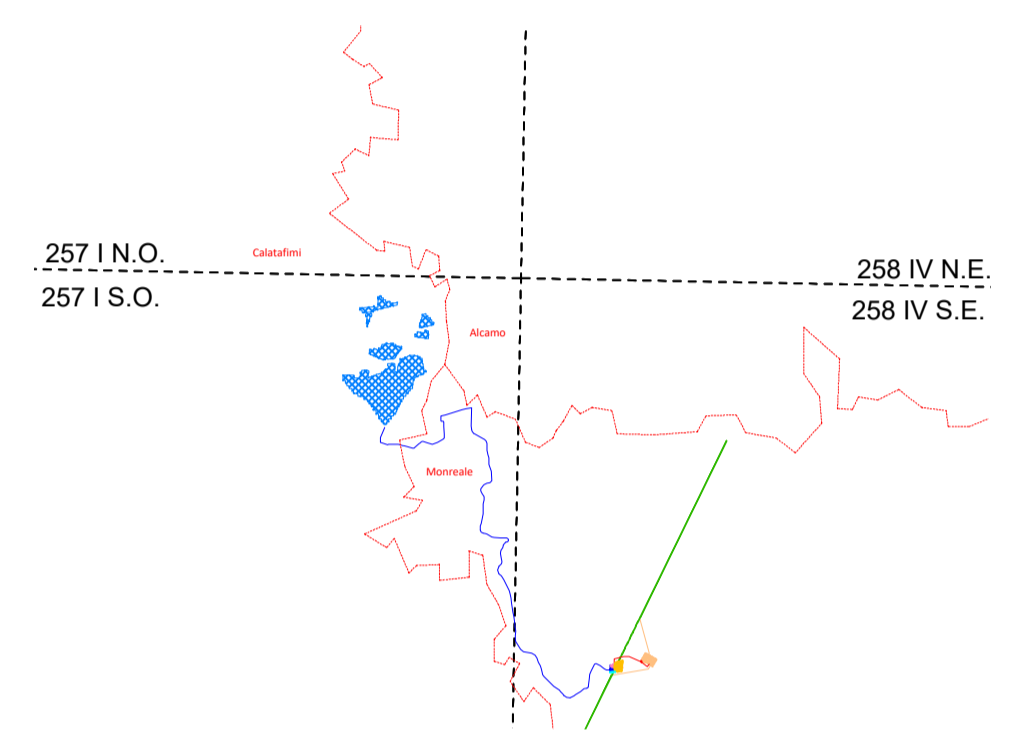 257 I N.O.
Calatafimi
258 IV N.E.
257 I S.O.
258 IV S.E.
Alcamo
Monreale